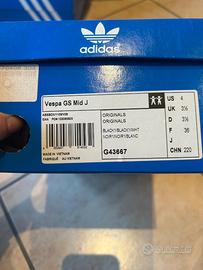 adidas
Vespa GS Mid J
ORIGINALS
ORIGINALS
BLACK1/BLACK1/WHT
NOIR1/NOIR1/BLANC
MADE IN VIETNAM
FABRIQUÉ AU VIETNAM
G43667
US 4
UK 3½
D 3½
F 36
J
CHN 220
subito